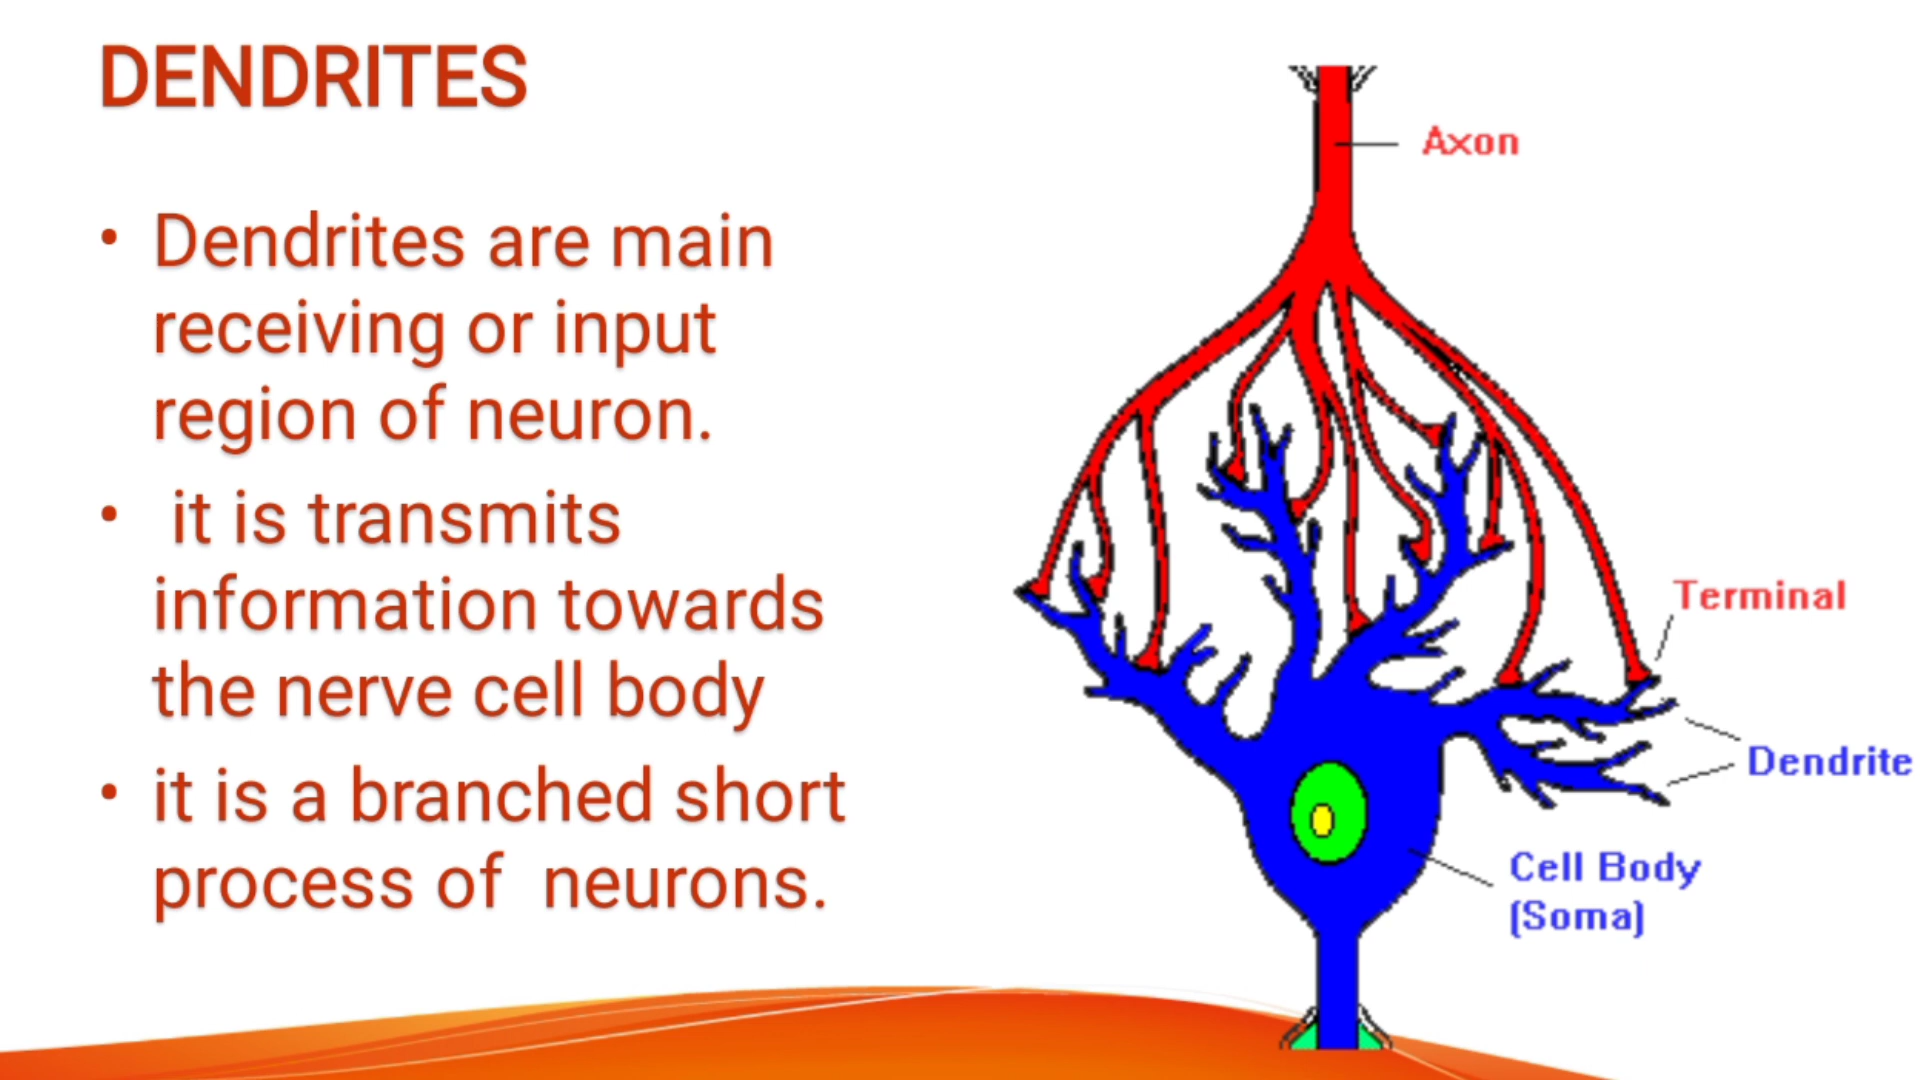 DENDRITES
• Dendrites are main
receiving or input
region of neuron.
• it is transmits
information towards
the nerve cell body
• it is a branched short
process of neurons.
Axon
Terminal
Dendrite
Cell Body
(Soma)